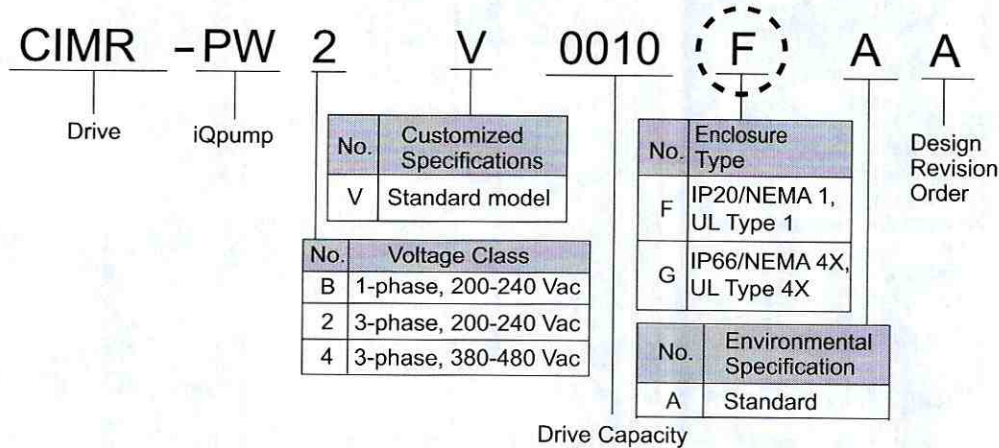 CIMR -PW 2 V 0010 F A A
Drive
iQpump
No. Customized Specifications
V Standard model
No. Voltage Class
B 1-phase, 200-240 Vac
2 3-phase, 200-240 Vac
4 3-phase, 380-480 Vac
Drive Capacity
No. Enclosure Type
F IP20/NEMA 1, UL Type 1
G IP66/NEMA 4X, UL Type 4X
No. Environmental Specification
A Standard
Design
Revision
Order